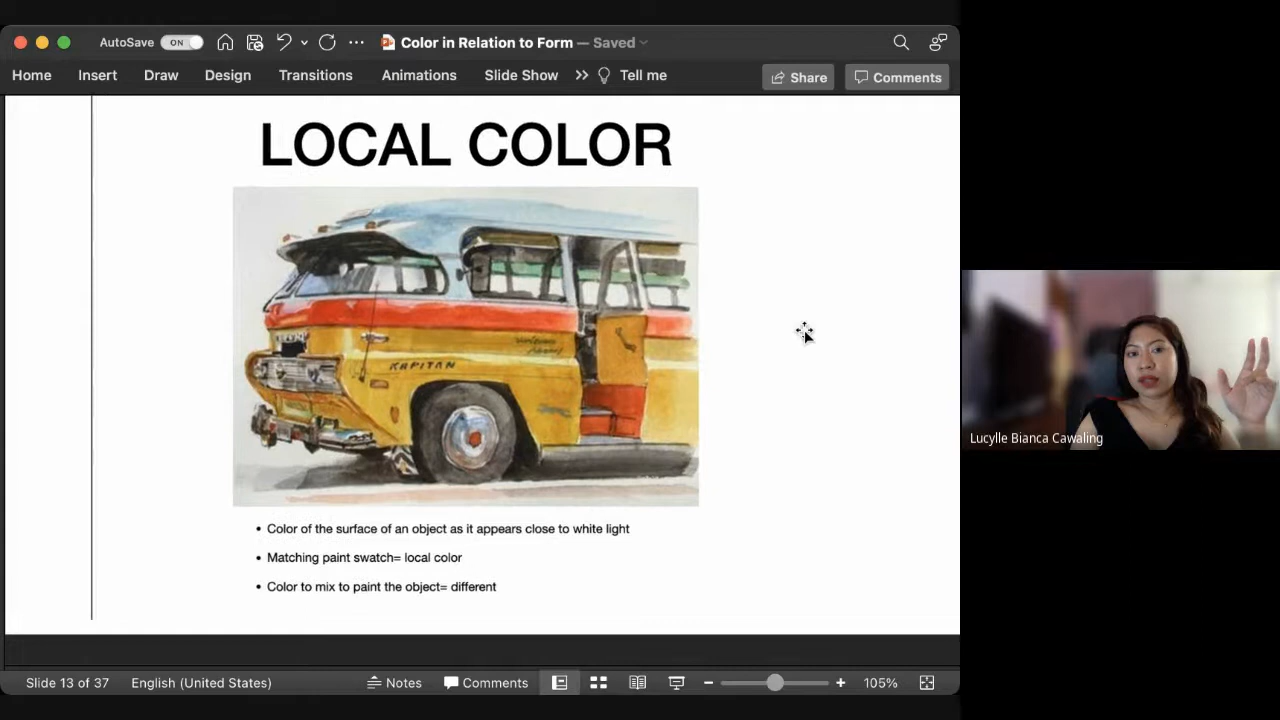 AutoSave ON Color in Relation to Form — Saved
Home Insert Draw Design Transitions Animations Slide Show Tell me Share Comments
LOCAL COLOR
KAPITAN
• Color of the surface of an object as it appears close to white light
• Matching paint swatch= local color
• Color to mix to paint the object= different
Lucylle Bianca Cawaling
Slide 13 of 37 English (United States) Notes Comments 105%